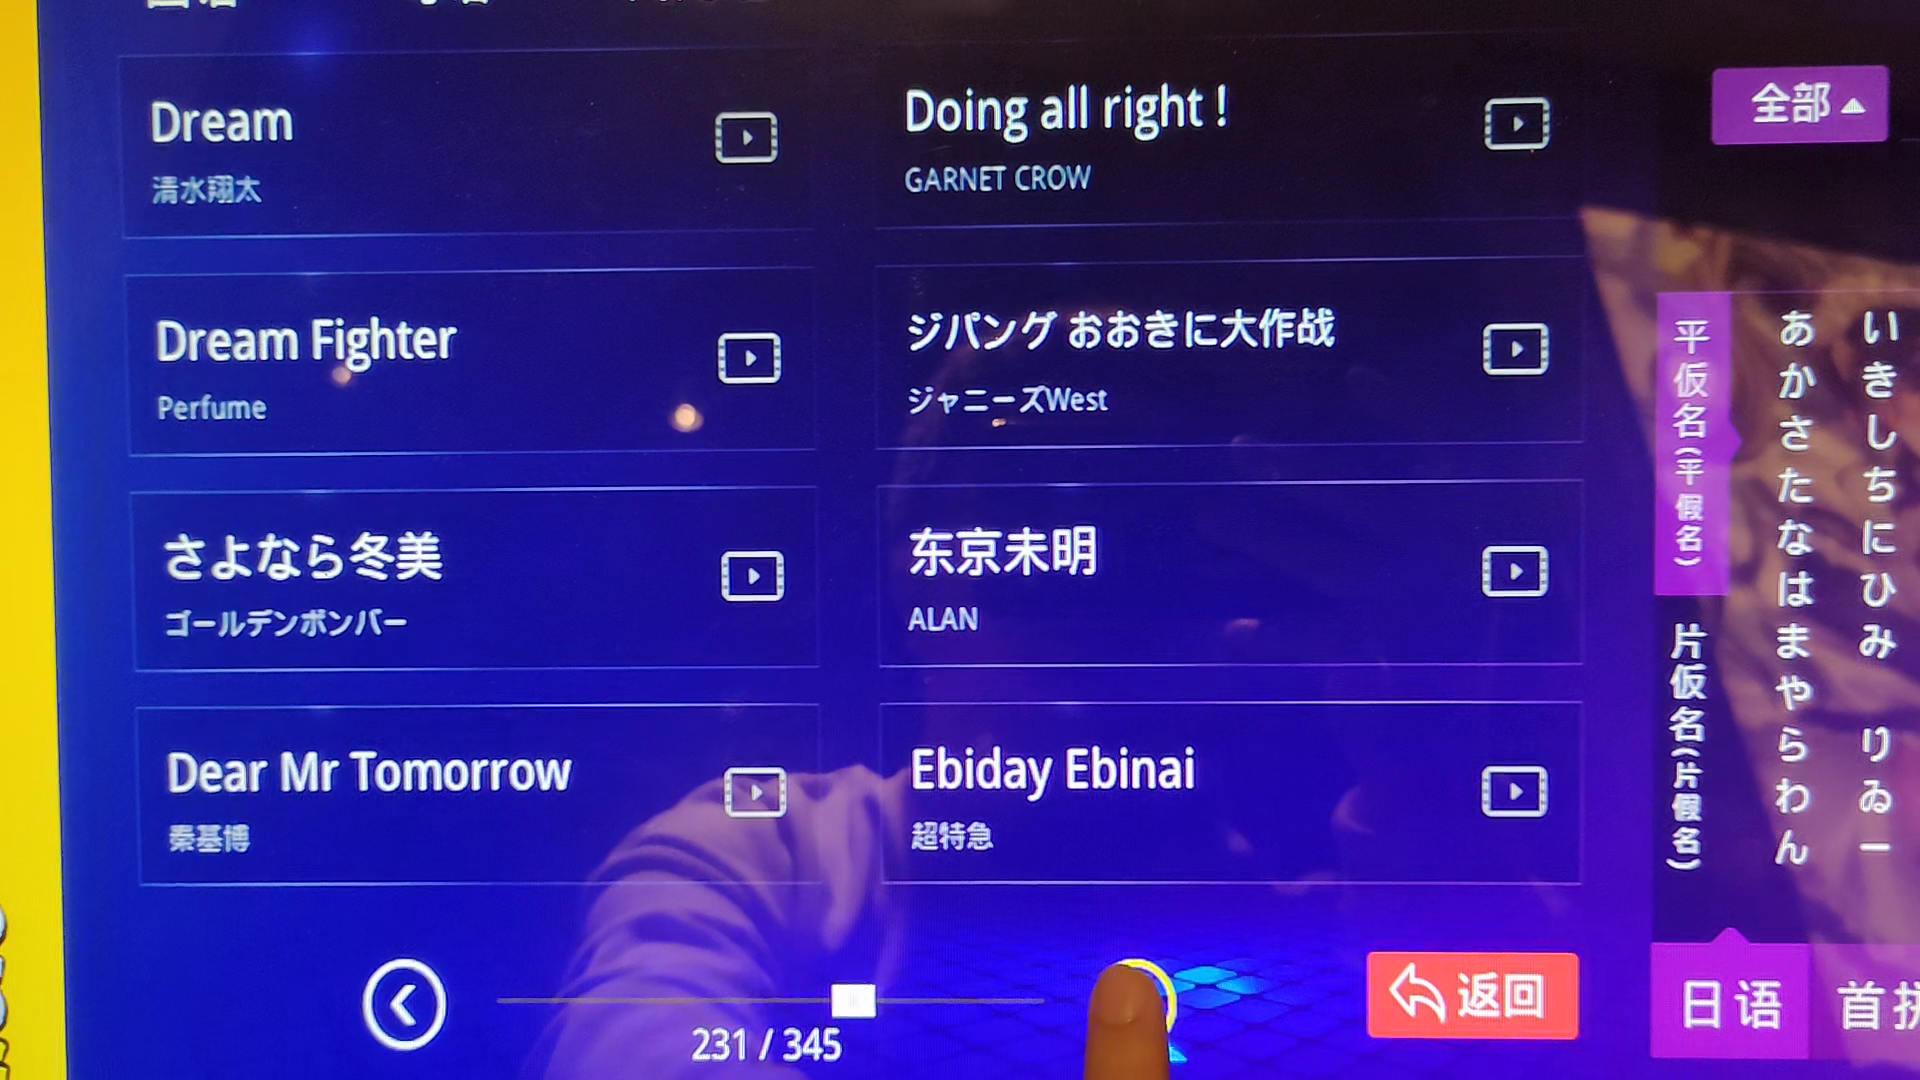 Dream
清水翔太
Doing all right !
GARNET CROW
全部
Dream Fighter
Perfume
ジパング おおきに大作战
ジャニーズWest
さよなら冬美
ゴールデンボンバー
东京未明
ALAN
Dear Mr Tomorrow
秦基博
Ebiday Ebinai
超特急
平仮名(平假名)
片仮名(片假名)
あかさたなはまやらわん
いきしちにひみ りゐー
231 / 345
返回
日语
首拼